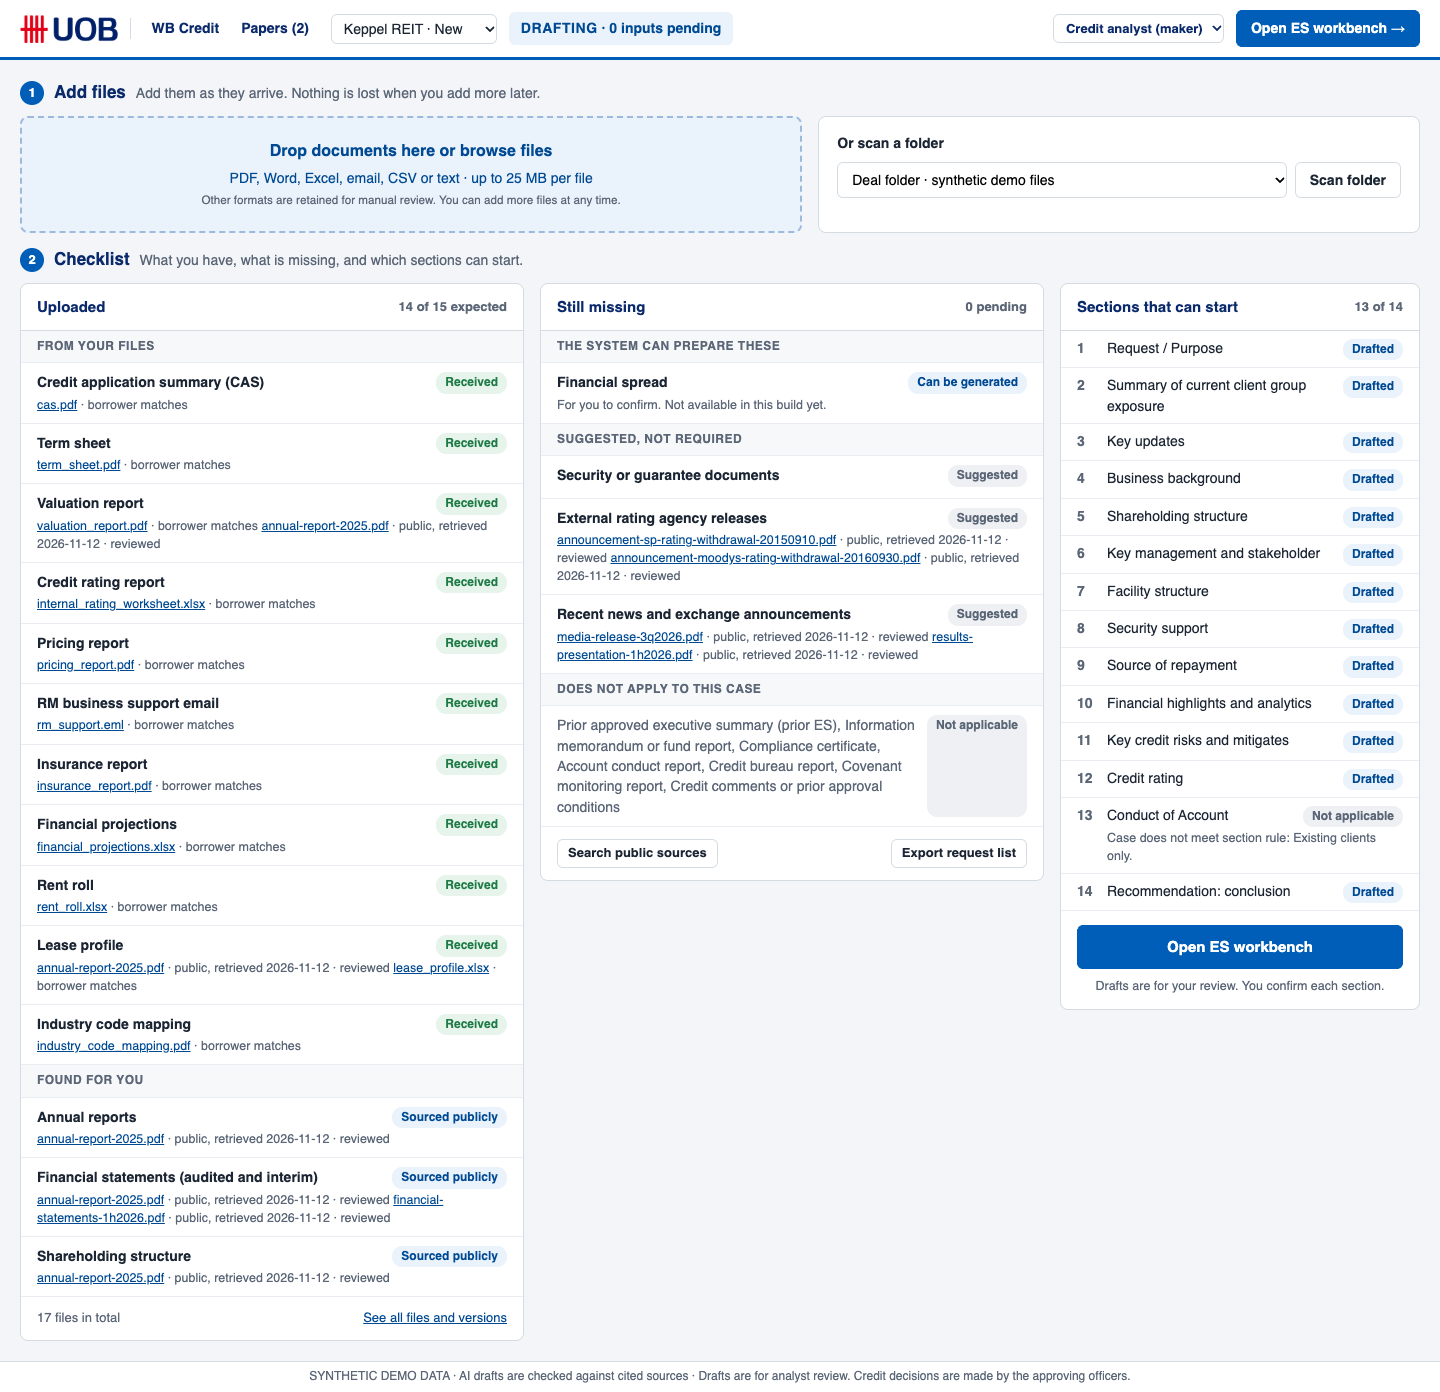 UOB
WB Credit
Papers (2)
Keppel REIT · New
DRAFTING · 0 inputs pending
Credit analyst (maker)
Open ES workbench →
1 Add files Add them as they arrive. Nothing is lost when you add more later.
Drop documents here or browse files
PDF, Word, Excel, email, CSV or text · up to 25 MB per file
Other formats are retained for manual review. You can add more files at any time.
Or scan a folder
Deal folder · synthetic demo files
Scan folder
2 Checklist What you have, what is missing, and which sections can start.
Uploaded 14 of 15 expected
FROM YOUR FILES
Credit application summary (CAS) Received
cas.pdf · borrower matches
Term sheet Received
term_sheet.pdf · borrower matches
Valuation report Received
valuation_report.pdf · borrower matches annual-report-2025.pdf · public, retrieved
2026-11-12 · reviewed
Credit rating report Received
internal_rating_worksheet.xlsx · borrower matches
Pricing report Received
pricing_report.pdf · borrower matches
RM business support email Received
rm_support.eml · borrower matches
Insurance report Received
insurance_report.pdf · borrower matches
Financial projections Received
financial_projections.xlsx · borrower matches
Rent roll Received
rent_roll.xlsx · borrower matches
Lease profile Received
annual-report-2025.pdf · public, retrieved 2026-11-12 · reviewed lease_profile.xlsx ·
borrower matches
Industry code mapping Received
industry_code_mapping.pdf · borrower matches
FOUND FOR YOU
Annual reports Sourced publicly
annual-report-2025.pdf · public, retrieved 2026-11-12 · reviewed
Financial statements (audited and interim) Sourced publicly
annual-report-2025.pdf · public, retrieved 2026-11-12 · reviewed financial-
statements-1h2026.pdf · public, retrieved 2026-11-12 · reviewed
Shareholding structure Sourced publicly
annual-report-2025.pdf · public, retrieved 2026-11-12 · reviewed
17 files in total See all files and versions
Still missing 0 pending
THE SYSTEM CAN PREPARE THESE
Financial spread Can be generated
For you to confirm. Not available in this build yet.
SUGGESTED, NOT REQUIRED
Security or guarantee documents Suggested
External rating agency releases Suggested
announcement-sp-rating-withdrawal-20150910.pdf · public, retrieved 2026-11-12 ·
reviewed announcement-moodys-rating-withdrawal-20160930.pdf · public, retrieved
2026-11-12 · reviewed
Recent news and exchange announcements Suggested
media-release-3q2026.pdf · public, retrieved 2026-11-12 · reviewed results-
presentation-1h2026.pdf · public, retrieved 2026-11-12 · reviewed
DOES NOT APPLY TO THIS CASE
Prior approved executive summary (prior ES), Information Not applicable
memorandum or fund report, Compliance certificate,
Account conduct report, Credit bureau report, Covenant
monitoring report, Credit comments or prior approval
conditions
Search public sources Export request list
Sections that can start 13 of 14
1 Request / Purpose Drafted
2 Summary of current client group Drafted
exposure
3 Key updates Drafted
4 Business background Drafted
5 Shareholding structure Drafted
6 Key management and stakeholder Drafted
7 Facility structure Drafted
8 Security support Drafted
9 Source of repayment Drafted
10 Financial highlights and analytics Drafted
11 Key credit risks and mitigates Drafted
12 Credit rating Drafted
13 Conduct of Account Not applicable
Case does not meet section rule: Existing clients
only.
14 Recommendation: conclusion Drafted
Open ES workbench
Drafts are for your review. You confirm each section.
SYNTHETIC DEMO DATA · AI drafts are checked against cited sources · Drafts are for analyst review. Credit decisions are made by the approving officers.